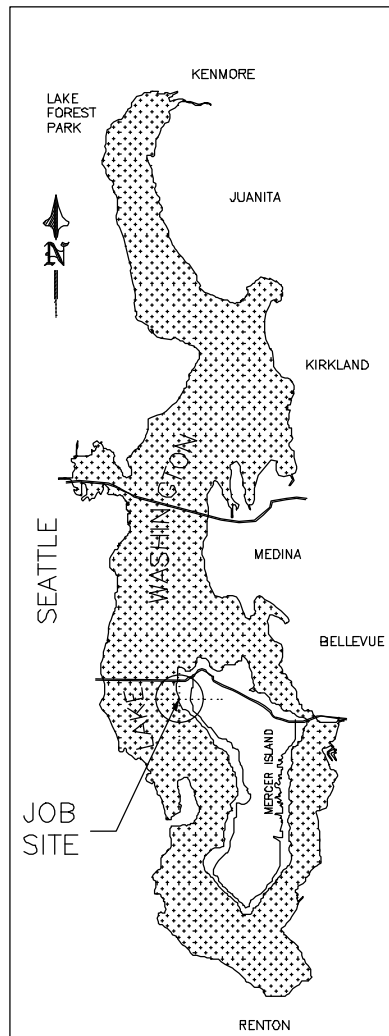 KENMORE
LAKE
FOREST
PARK
JUANITA
N
KIRKLAND
SEATTLE
LAKE WASHINGTON
MEDINA
BELLEVUE
MERCER ISLAND
JOB
SITE
RENTON